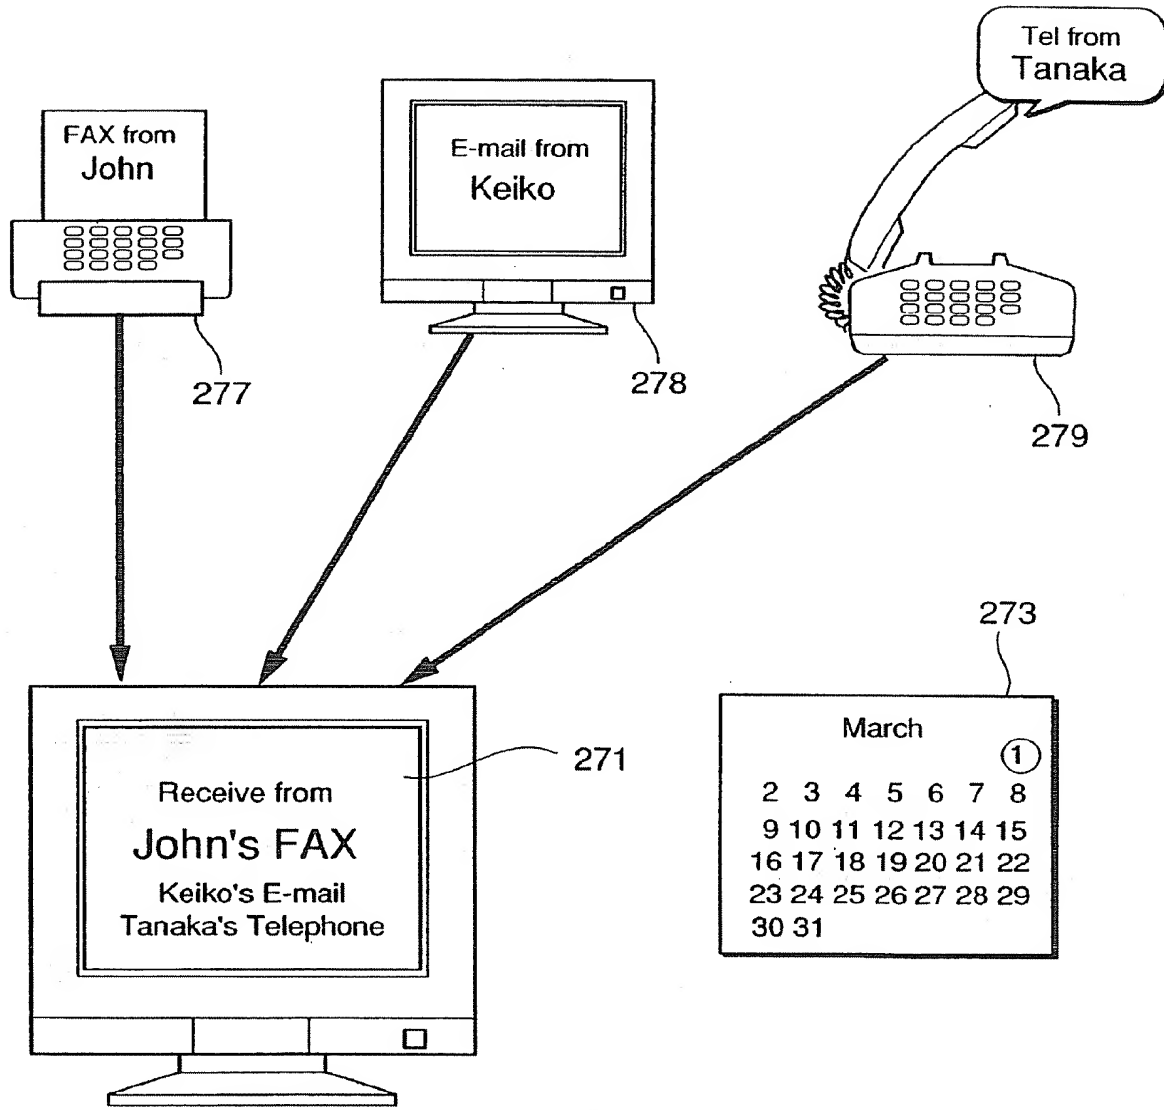 Tel from
Tanaka
FAX from
John
E-mail from
Keiko
277
278
279
273
271
Receive from
John's FAX
Keiko's E-mail
Tanaka's Telephone
March
1
2 3 4 5 6 7 8
9 10 11 12 13 14 15
16 17 18 19 20 21 22
23 24 25 26 27 28 29
30 31